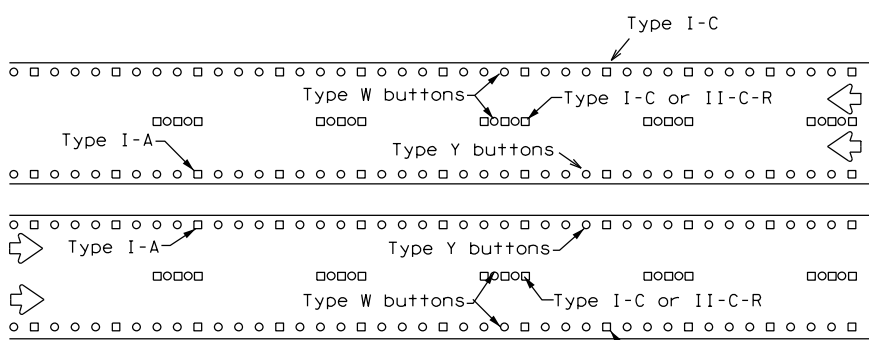 Type I-C
Type W buttons
Type I-C or II-C-R
Type I-A
Type Y buttons
Type I-A
Type Y buttons
Type W buttons
Type I-C or II-C-R